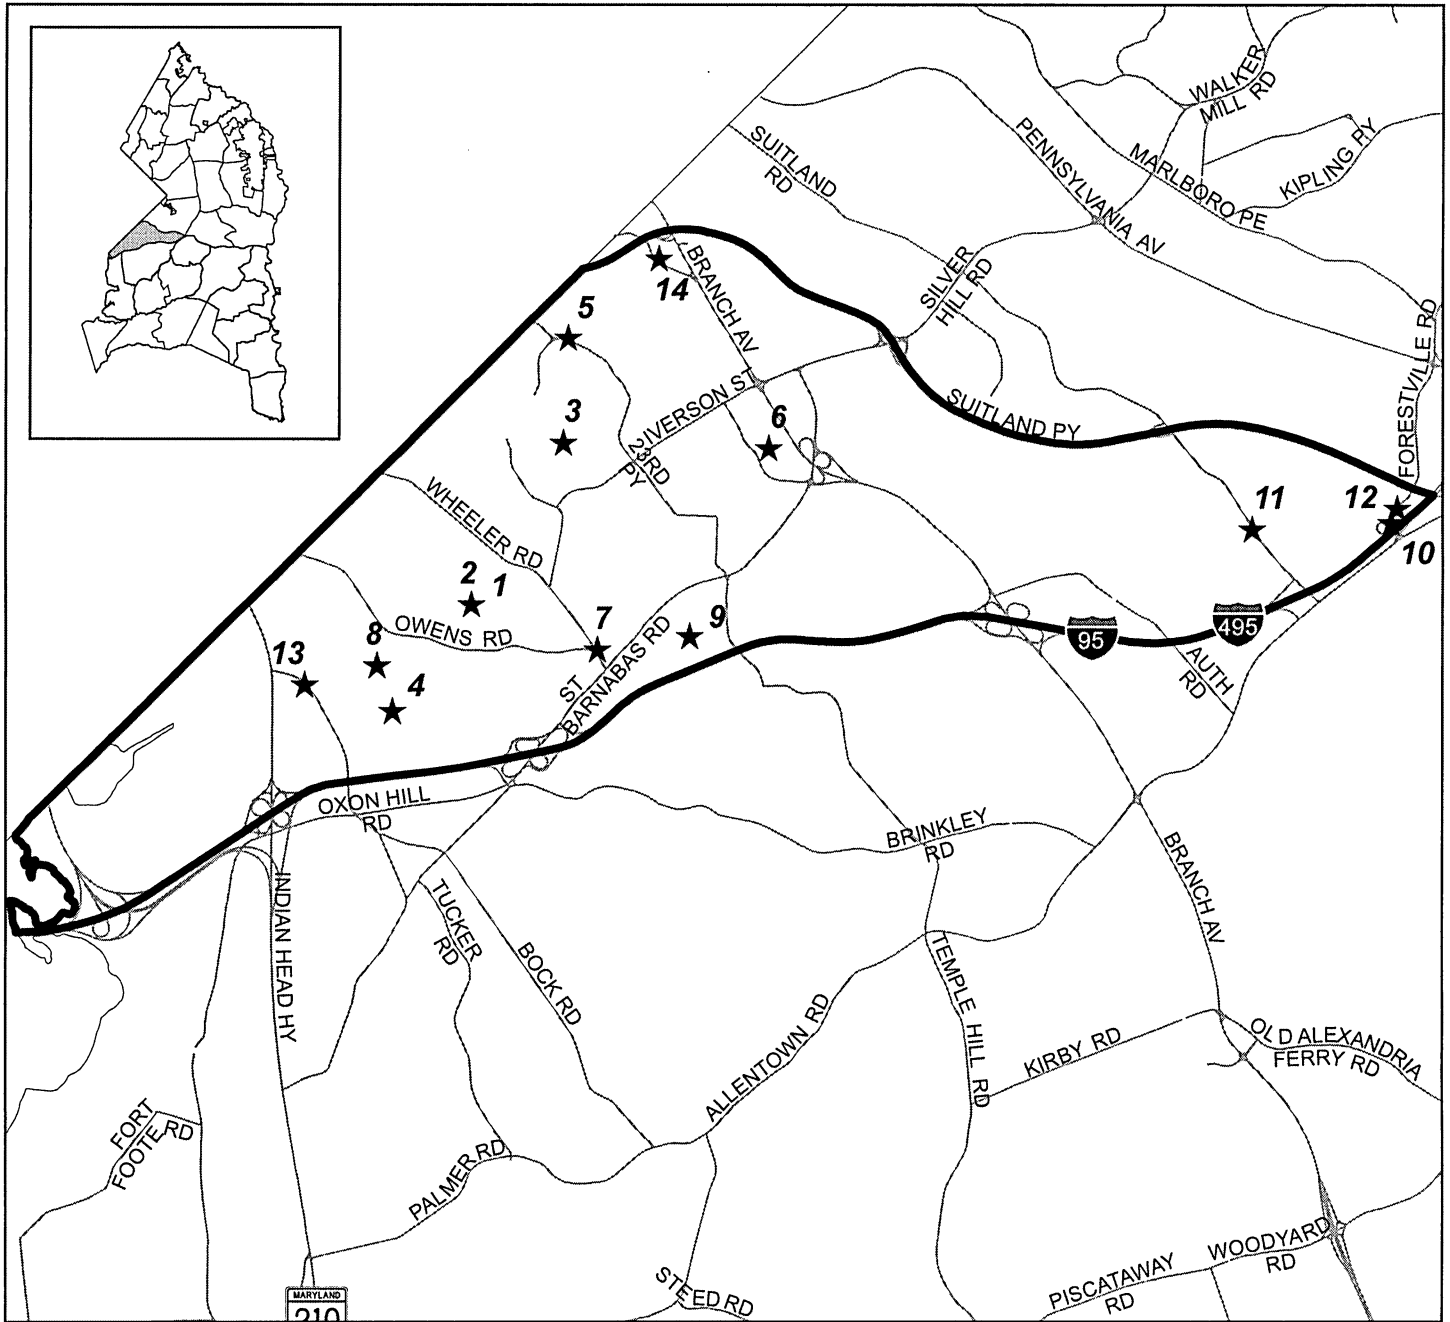 WALKER
MILL RD
SUITLAND
RD
PENNSYLVANIA AV
MARLBORO PE
KIPLING PY
BRANCH AV
14
SILVER
HILL RD
5
FORESTVILLE RD
IVERSON ST
3
6
SUITLAND PY
23RD
PY
WHEELER RD
11
12
10
2
1
OWENS RD
8
7
9
13
4
ST
BARNABAS RD
95
495
AUTH
RD
OXON HILL
RD
BRINKLEY
RD
INDIAN HEAD HY
TUCKER
RD
BOCK RD
BRANCH AV
TEMPLE HILL RD
ALLENTOWN RD
KIRBY RD
OLD ALEXANDRIA
FERRY RD
FORT
FOOTE RD
PALMER RD
WOODYARD
RD
PISCATAWAY
RD
STEED RD
MARYLAND
210